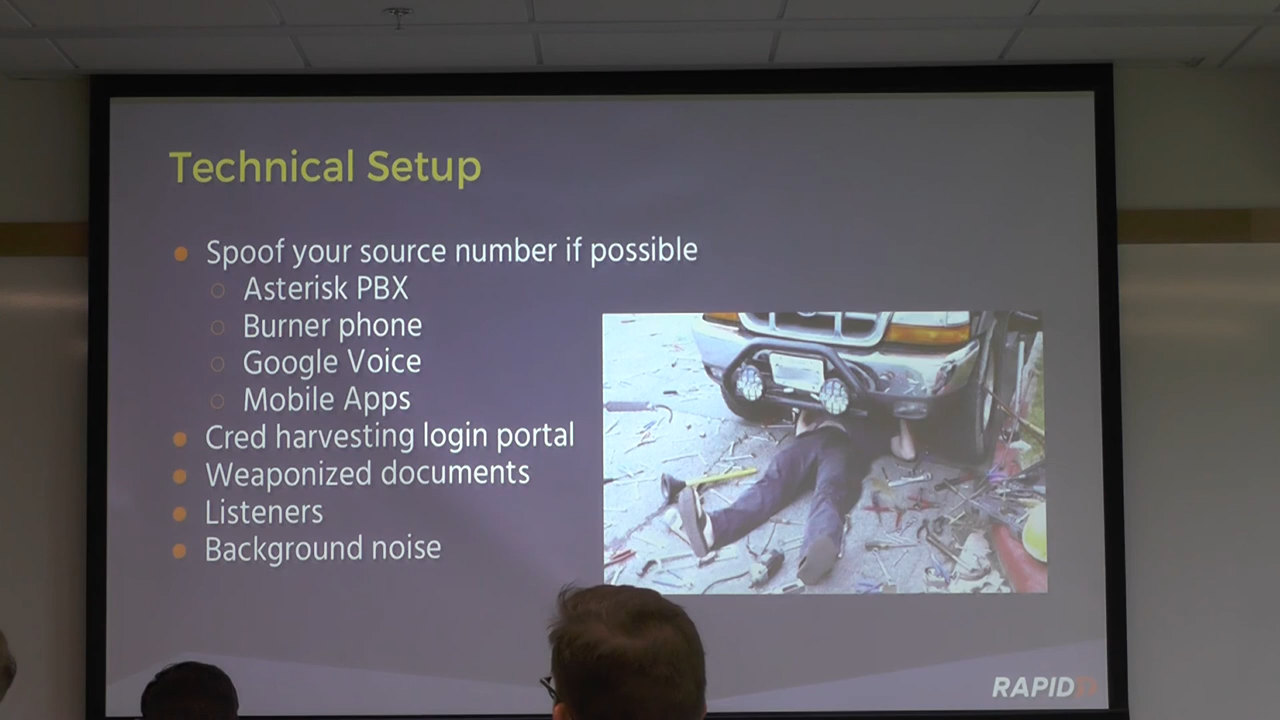 Technical Setup
Spoof your source number if possible
Asterisk PBX
Burner phone
Google Voice
Mobile Apps
Cred harvesting login portal
Weaponized documents
Listeners
Background noise
RAPID7